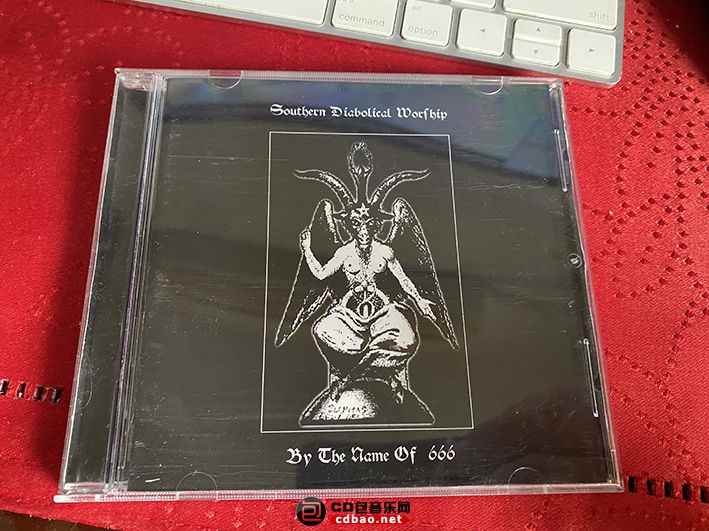 command
option
shift
Southern Diabolical Worship
By The Name Of 666
CD包音乐网
cdbao.net